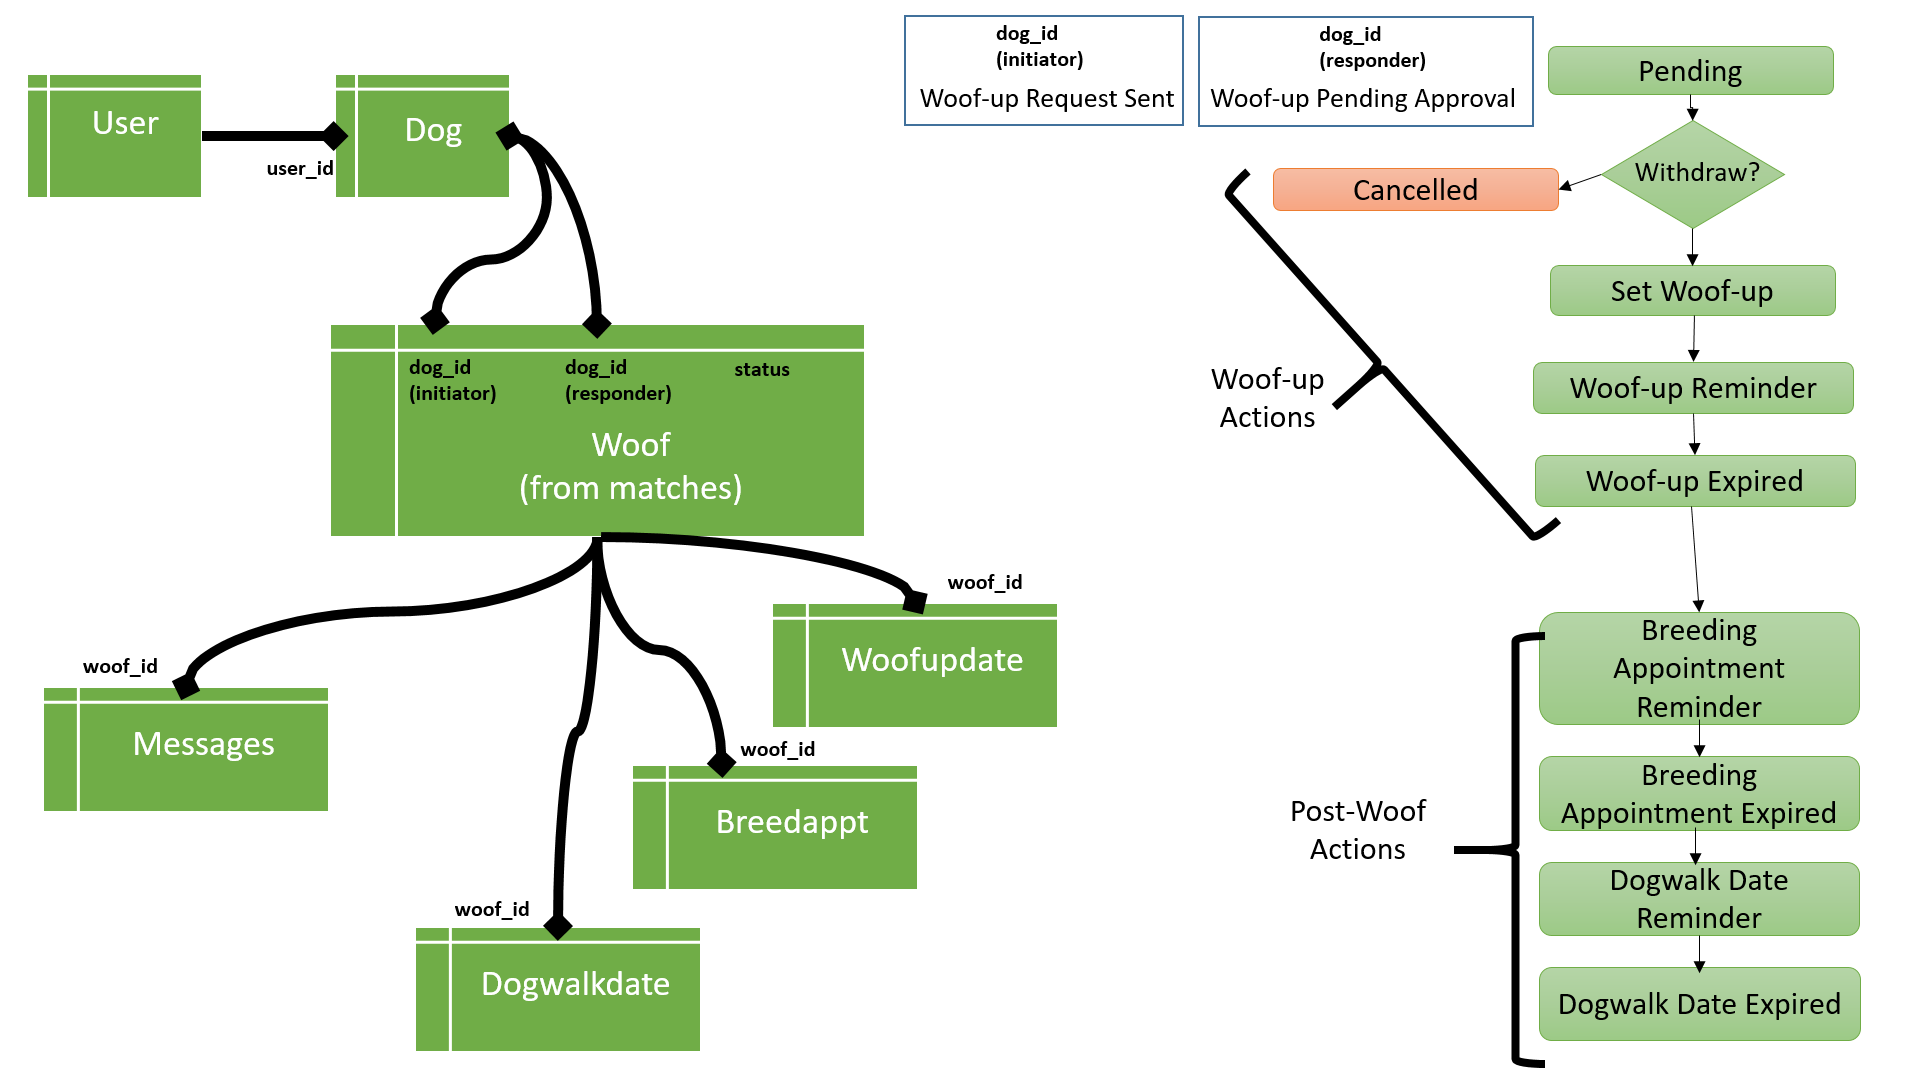 User
user_id
Dog
dog_id
(initiator)
dog_id
(responder)
status
Woof
(from matches)
woof_id
Messages
woof_id
Dogwalkdate
woof_id
Breedappt
woof_id
Woofupdate
dog_id
(initiator)
Woof-up Request Sent
dog_id
(responder)
Woof-up Pending Approval
Pending
Withdraw?
Cancelled
Set Woof-up
Woof-up Reminder
Woof-up Expired
Woof-up
Actions
Breeding
Appointment
Reminder
Breeding
Appointment Expired
Dogwalk Date
Reminder
Dogwalk Date Expired
Post-Woof
Actions